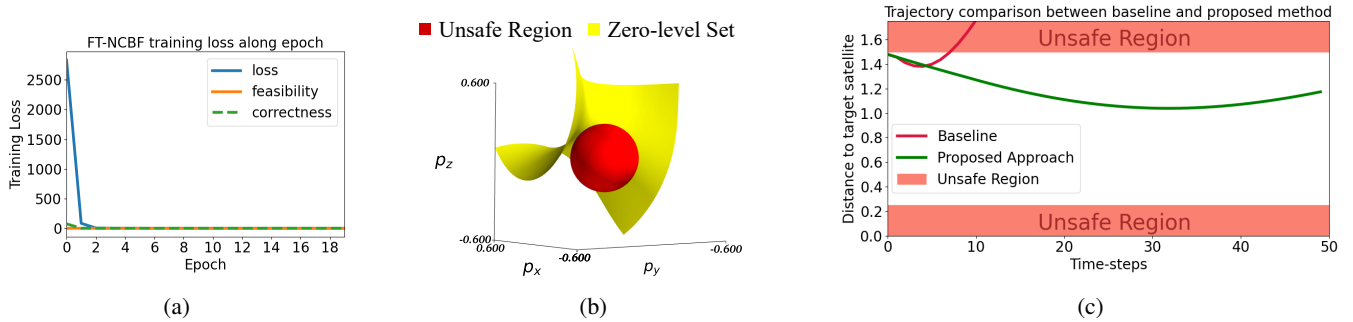 FT-NCBF training loss along epoch
Training Loss
2500
2000
1500
1000
500
0
loss
feasibility
correctness
0 2 4 6 8 10 12 14 16 18
Epoch
(a)
Unsafe Region Zero-level Set
0.600
p_z
-0.600
0.600
p_x
-0.600
p_y
-0.600
(b)
Trajectory comparison between baseline and proposed method
Distance to target satellite
1.6
1.4
1.2
1.0
0.8
0.6
0.4
0.2
0.0
Unsafe Region
Baseline
Proposed Approach
Unsafe Region
Unsafe Region
0 10 20 30 40 50
Time-steps
(c)